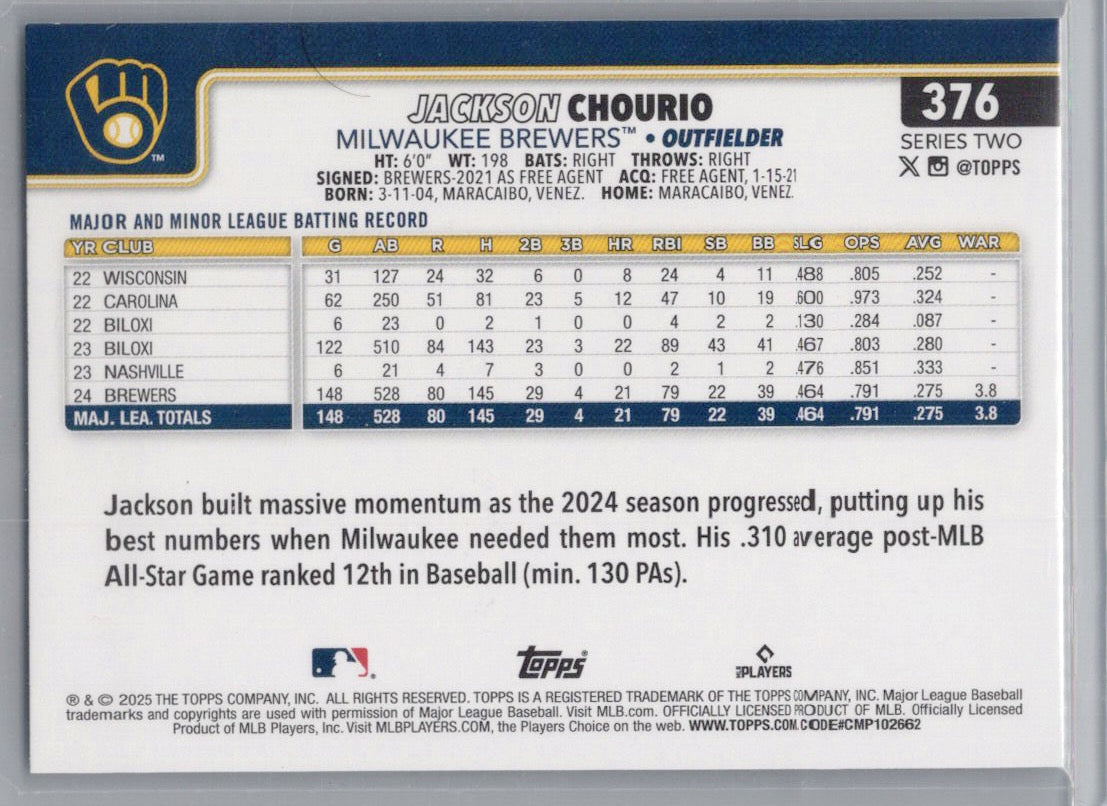 JACKSON CHOURIO
376
MILWAUKEE BREWERS™ • OUTFIELDER
SERIES TWO
HT: 6'0" WT: 198 BATS: RIGHT THROWS: RIGHT
@TOPPS
SIGNED: BREWERS-2021 AS FREE AGENT ACQ: FREE AGENT, 1-15-21
BORN: 3-11-04, MARACAIBO, VENEZ. HOME: MARACAIBO, VENEZ.
TM
MAJOR AND MINOR LEAGUE BATTING RECORD
YR CLUB G AB R H 2B 3B HR RBI SB BB SLG OPS AVG WAR
22 WISCONSIN 31 127 24 32 6 0 8 24 4 11 .488 .805 .252 -
22 CAROLINA 62 250 51 81 23 5 12 47 10 19 .600 .973 .324 -
22 BILOXI 6 23 0 2 1 0 0 4 2 2 .130 .284 .087 -
23 BILOXI 122 510 84 143 23 3 22 89 43 41 .467 .803 .280 -
23 NASHVILLE 6 21 4 7 3 0 0 2 1 2 .476 .851 .333 -
24 BREWERS 148 528 80 145 29 4 21 79 22 39 .464 .791 .275 3.8
MAJ. LEA. TOTALS 148 528 80 145 29 4 21 79 22 39 .464 .791 .275 3.8
Jackson built massive momentum as the 2024 season progressed, putting up his
best numbers when Milwaukee needed them most. His .310 average post-MLB
All-Star Game ranked 12th in Baseball (min. 130 PAs).
Topps®
PLAYERS
® & © 2025 THE TOPPS COMPANY, INC. ALL RIGHTS RESERVED. TOPPS IS A REGISTERED TRADEMARK OF THE TOPPS COMPANY, INC. Major League Baseball
trademarks and copyrights are used with permission of Major League Baseball. Visit MLB.com. OFFICIALLY LICENSED PRODUCT OF MLB. Officially Licensed
Product of MLB Players, Inc. Visit MLBPLAYERS.COM, the Players Choice on the web. WWW.TOPPS.COM CODE#CMP102662